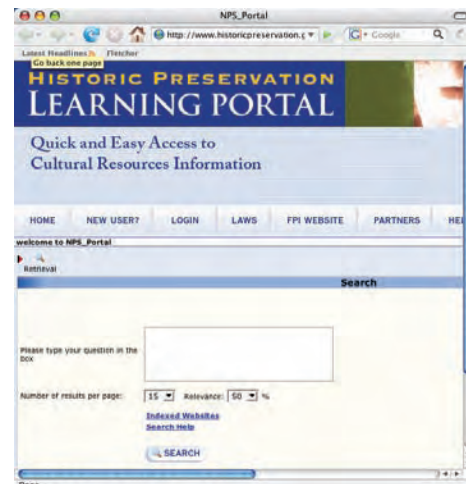 NPS_Portal
http://www.historicpreservation.g
Google
Latest Headlines Fletcher
Go back one page
HISTORIC PRESERVATION
LEARNING PORTAL
Quick and Easy Access to
Cultural Resources Information
HOME NEW USER? LOGIN LAWS FPI WEBSITE PARTNERS HEL
welcome to NPS_Portal
Retrieval
Search
Please type your question in the
box
Number of results per page: 15 Relevance: 50 %
Indexed Websites
Search Help
SEARCH
Done